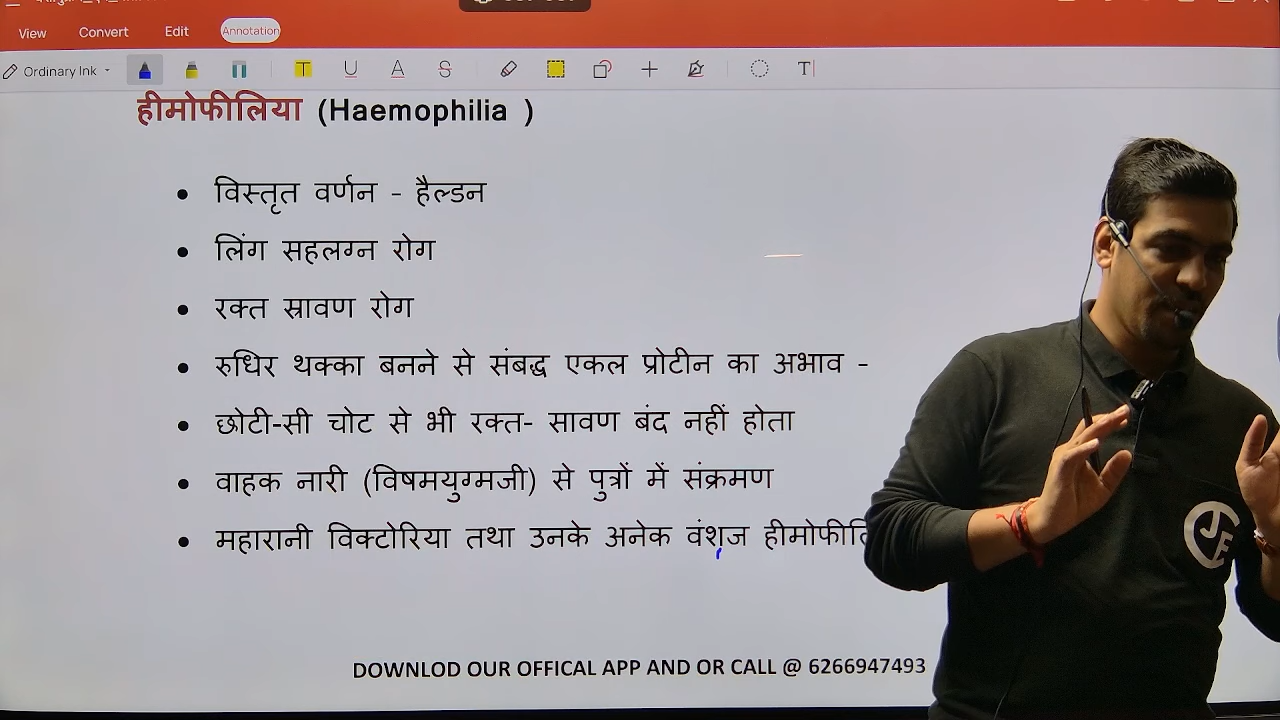 View Convert Edit Annotation
Ordinary Ink
हीमोफीलिया (Haemophilia )
• विस्तृत वर्णन - हैल्डन
• लिंग सहलग्न रोग
• रक्त स्रावण रोग
• रुधिर थक्का बनने से संबद्ध एकल प्रोटीन का अभाव –
• छोटी-सी चोट से भी रक्त- सावण बंद नहीं होता
• वाहक नारी (विषमयुग्मजी) से पुत्रों में संक्रमण
• महारानी विक्टोरिया तथा उनके अनेक वंशज
DOWNLOD OUR OFFICAL APP AND OR CALL @ 6266947493